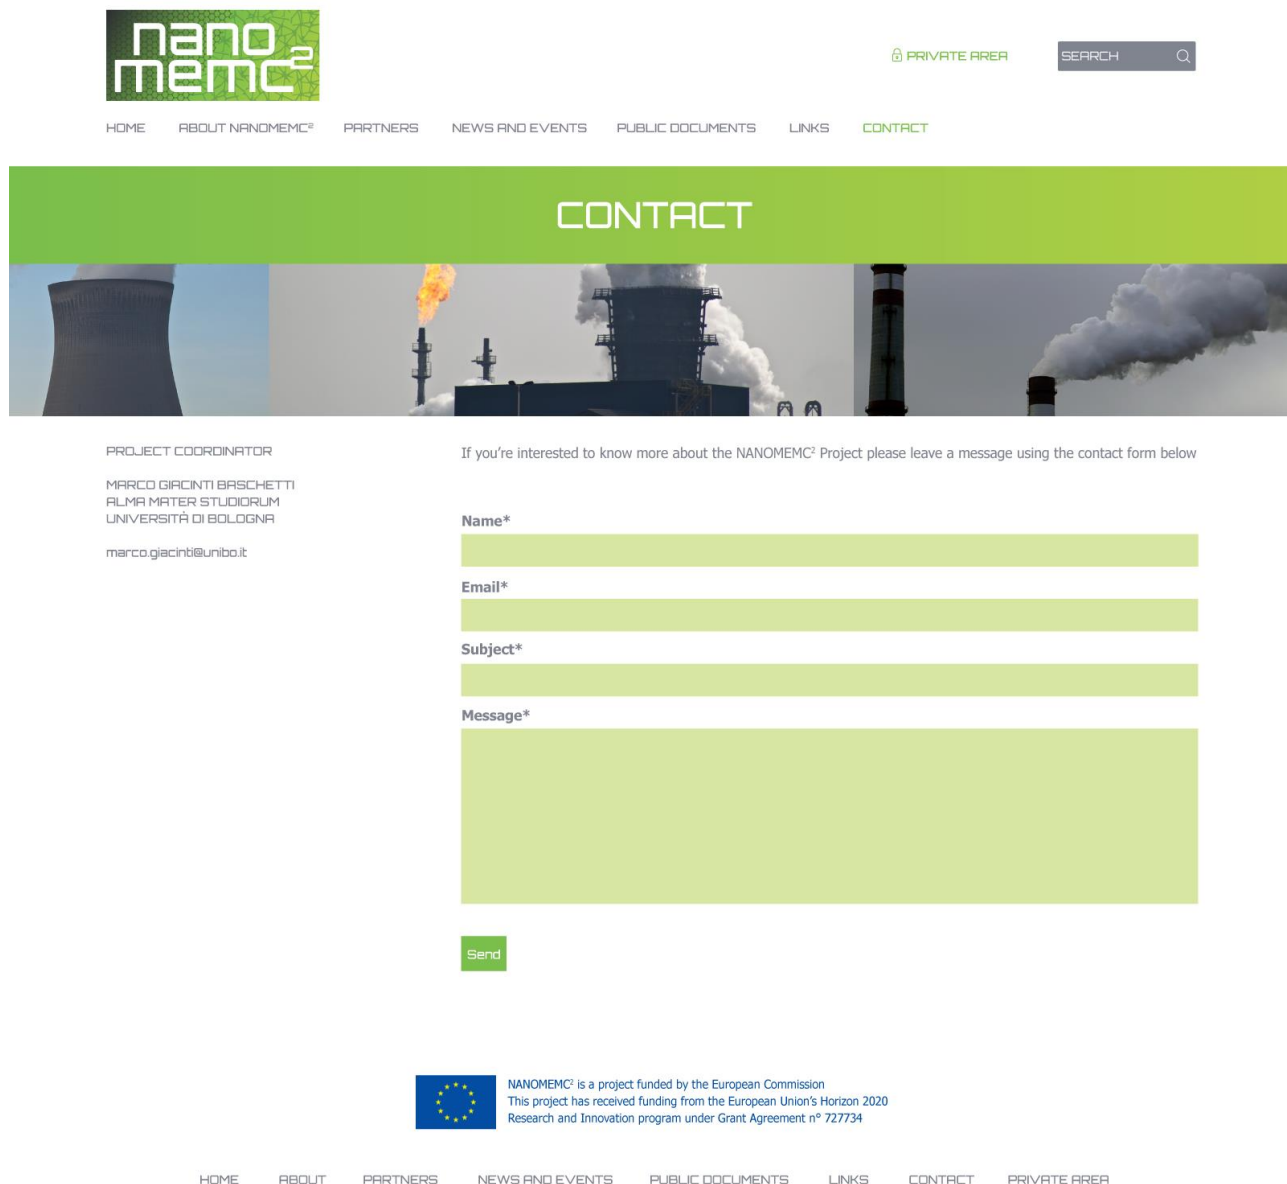 nano
memc²
PRIVATE AREA
SEARCH
HOME ABOUT NANOMEMC² PARTNERS NEWS AND EVENTS PUBLIC DOCUMENTS LINKS CONTACT
CONTACT
PROJECT COORDINATOR
MARCO GIACINTI BASCHETTI
ALMA MATER STUDIORUM
UNIVERSITÀ DI BOLOGNA
marco.giacinti@unibo.it
If you’re interested to know more about the NANOMEMC² Project please leave a message using the contact form below
Name*
Email*
Subject*
Message*
Send
NANOMEMC² is a project funded by the European Commission
This project has received funding from the European Union’s Horizon 2020
Research and Innovation program under Grant Agreement n° 727734
HOME ABOUT PARTNERS NEWS AND EVENTS PUBLIC DOCUMENTS LINKS CONTACT PRIVATE AREA